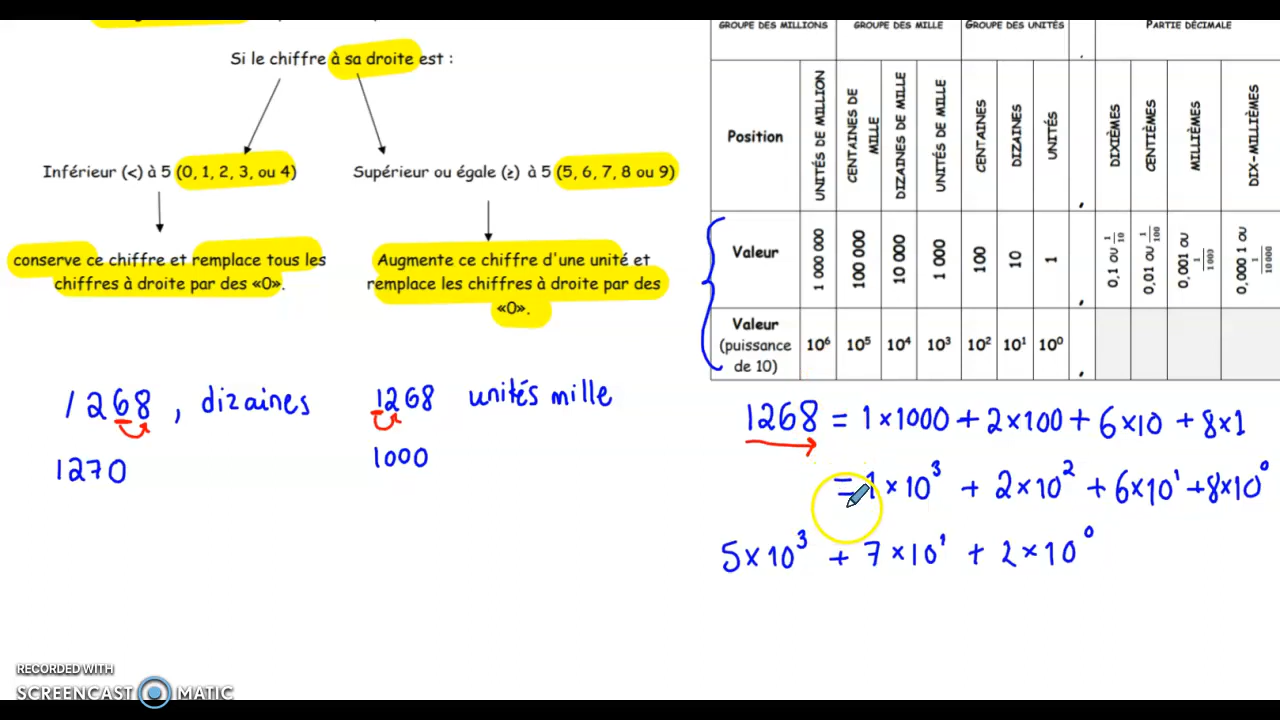 Si le chiffre à sa droite est :
Inférieur (<) à 5 (0, 1, 2, 3, ou 4)
Supérieur ou égale (≥) à 5 (5, 6, 7, 8 ou 9)
conserve ce chiffre et remplace tous les
chiffres à droite par des «0».
Augmente ce chiffre d'une unité et
remplace les chiffres à droite par des
«0».
1268, dizaines
1270
1268 unités mille
1000
GROUPE DES MILLIONS GROUPE DES MILLE GROUPE DES UNITÉS , PARTIE DÉCIMALE
Position UNITÉS DE MILLION CENTAINES DE MILLE DIZAINES DE MILLE UNITÉS DE MILLE CENTAINES DIZAINES UNITÉS , DIXIÈMES CENTIÈMES MILLIÈMES DIX-MILLIÈMES
Valeur 1 000 000 100 000 10 000 1 000 100 10 1 , 0,1 ou 1/10 0,01 ou 1/100 0,001 ou 1/1000 0,000 1 ou 1/10 000
Valeur
(puissance
de 10) 10⁶ 10⁵ 10⁴ 10³ 10² 10¹ 10⁰ ,
1268 = 1×1000 + 2×100 + 6×10 + 8×1
= 1×10³ + 2×10² + 6×10¹ + 8×10⁰
5×10³ + 7×10¹ + 2×10⁰
RECORDED WITH
SCREENCAST MATIC